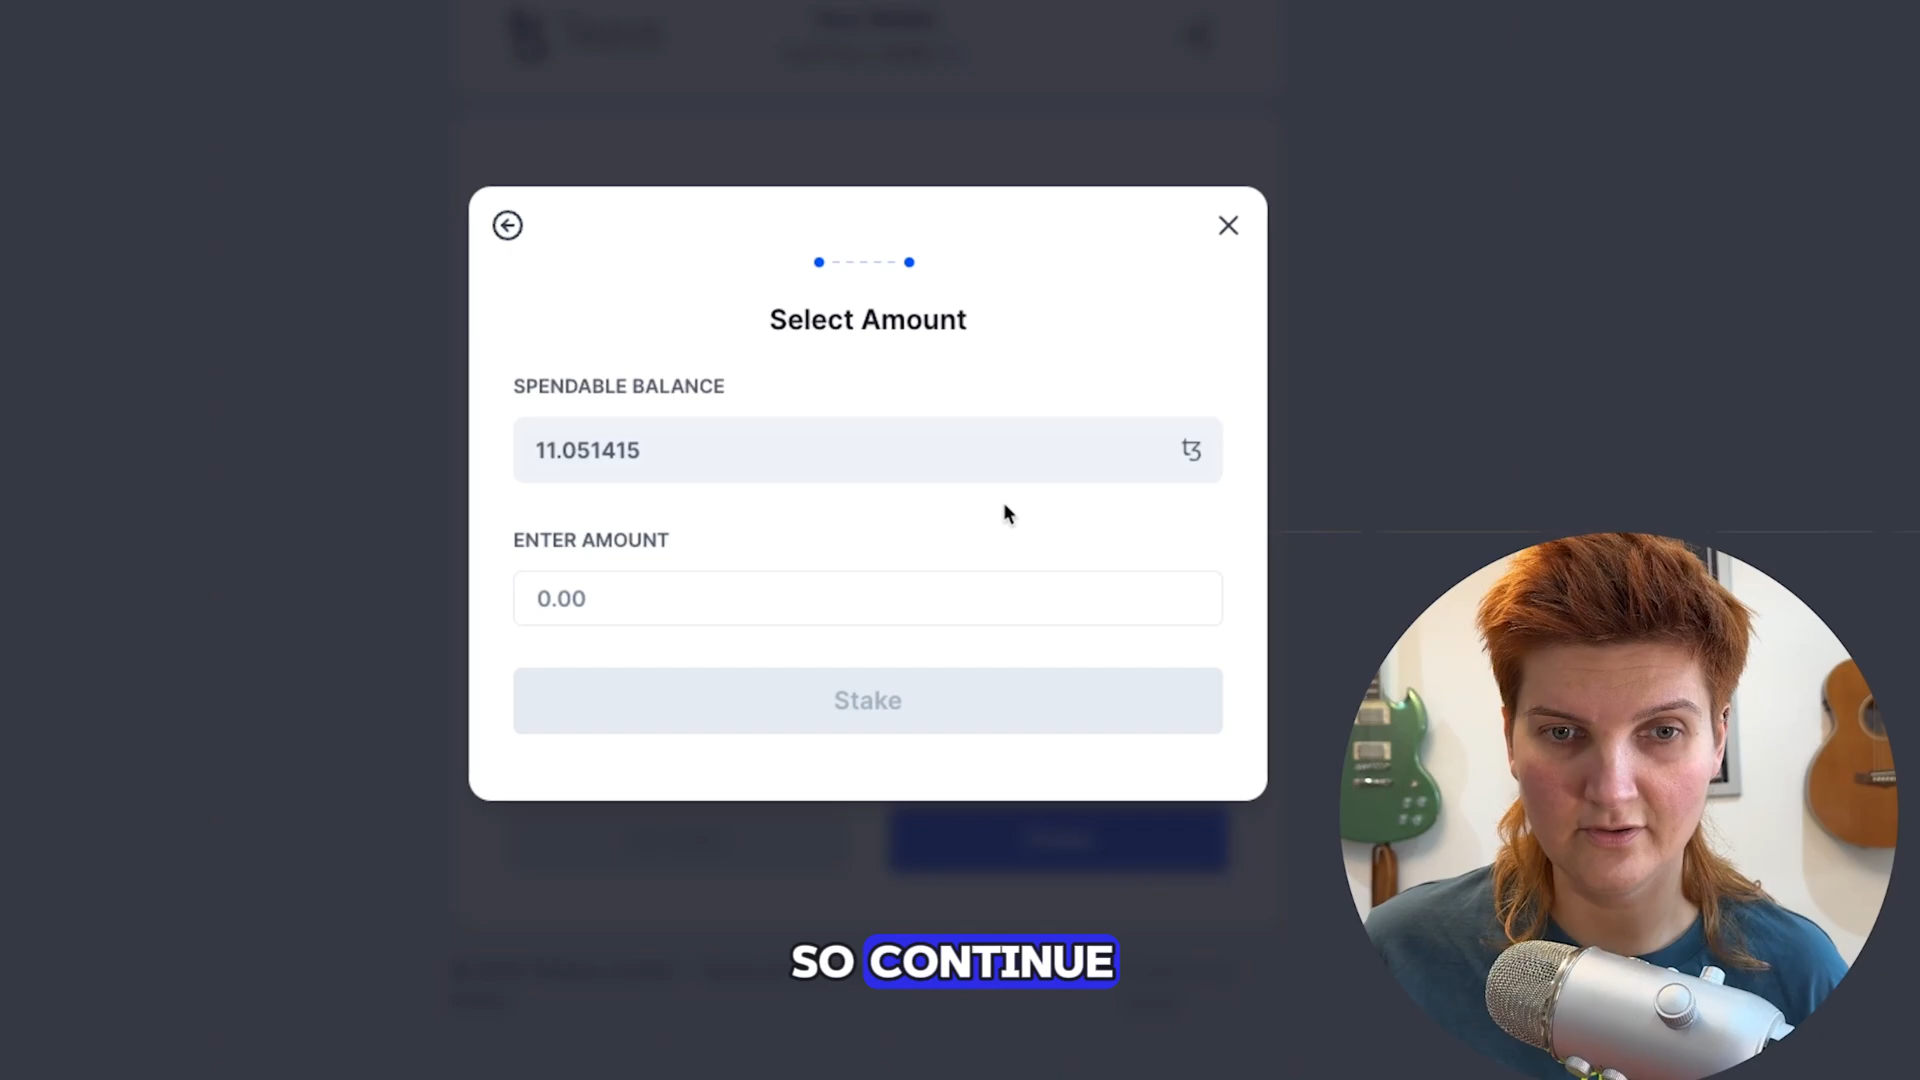 Select Amount
SPENDABLE BALANCE
11.051415 ꜩ
ENTER AMOUNT
0.00
Stake
SO CONTINUE